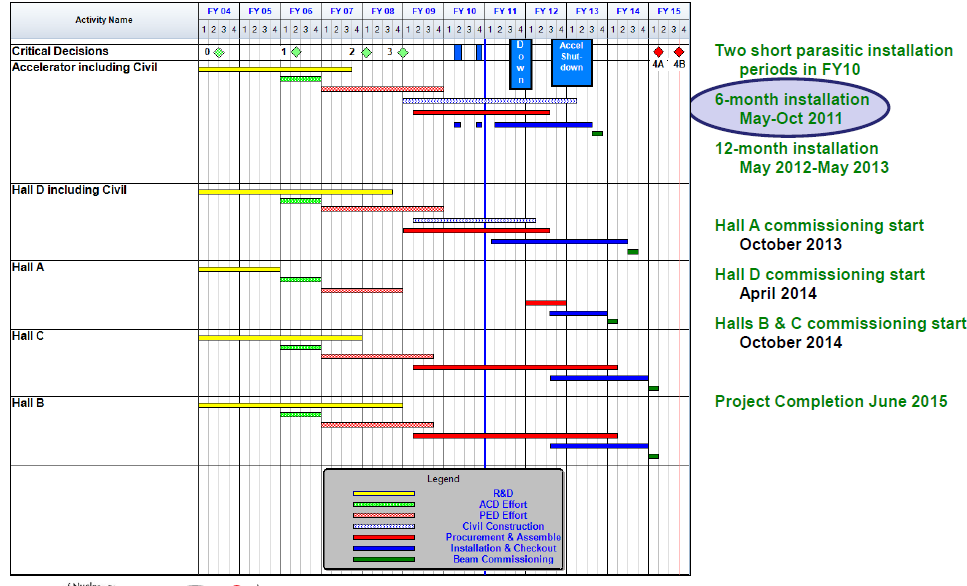 Activity Name
FY 04 FY 05 FY 06 FY 07 FY 08 FY 09 FY 10 FY 11 FY 12 FY 13 FY 14 FY 15
1 2 3 4 1 2 3 4 1 2 3 4 1 2 3 4 1 2 3 4 1 2 3 4 1 2 3 4 1 2 3 4 1 2 3 4 1 2 3 4 1 2 3 4 1 2 3 4
Critical Decisions
0 1 2 3
4A 4B
D
o
w
n
Accel
Shut-
down
Accelerator including Civil
Hall D including Civil
Hall A
Hall C
Hall B
Legend
R&D
ACD Effort
PED Effort
Civil Construction
Procurement & Assemble
Installation & Checkout
Beam Commissioning
Two short parasitic installation
periods in FY10
6-month installation
May-Oct 2011
12-month installation
May 2012-May 2013
Hall A commissioning start
October 2013
Hall D commissioning start
April 2014
Halls B & C commissioning start
October 2014
Project Completion June 2015